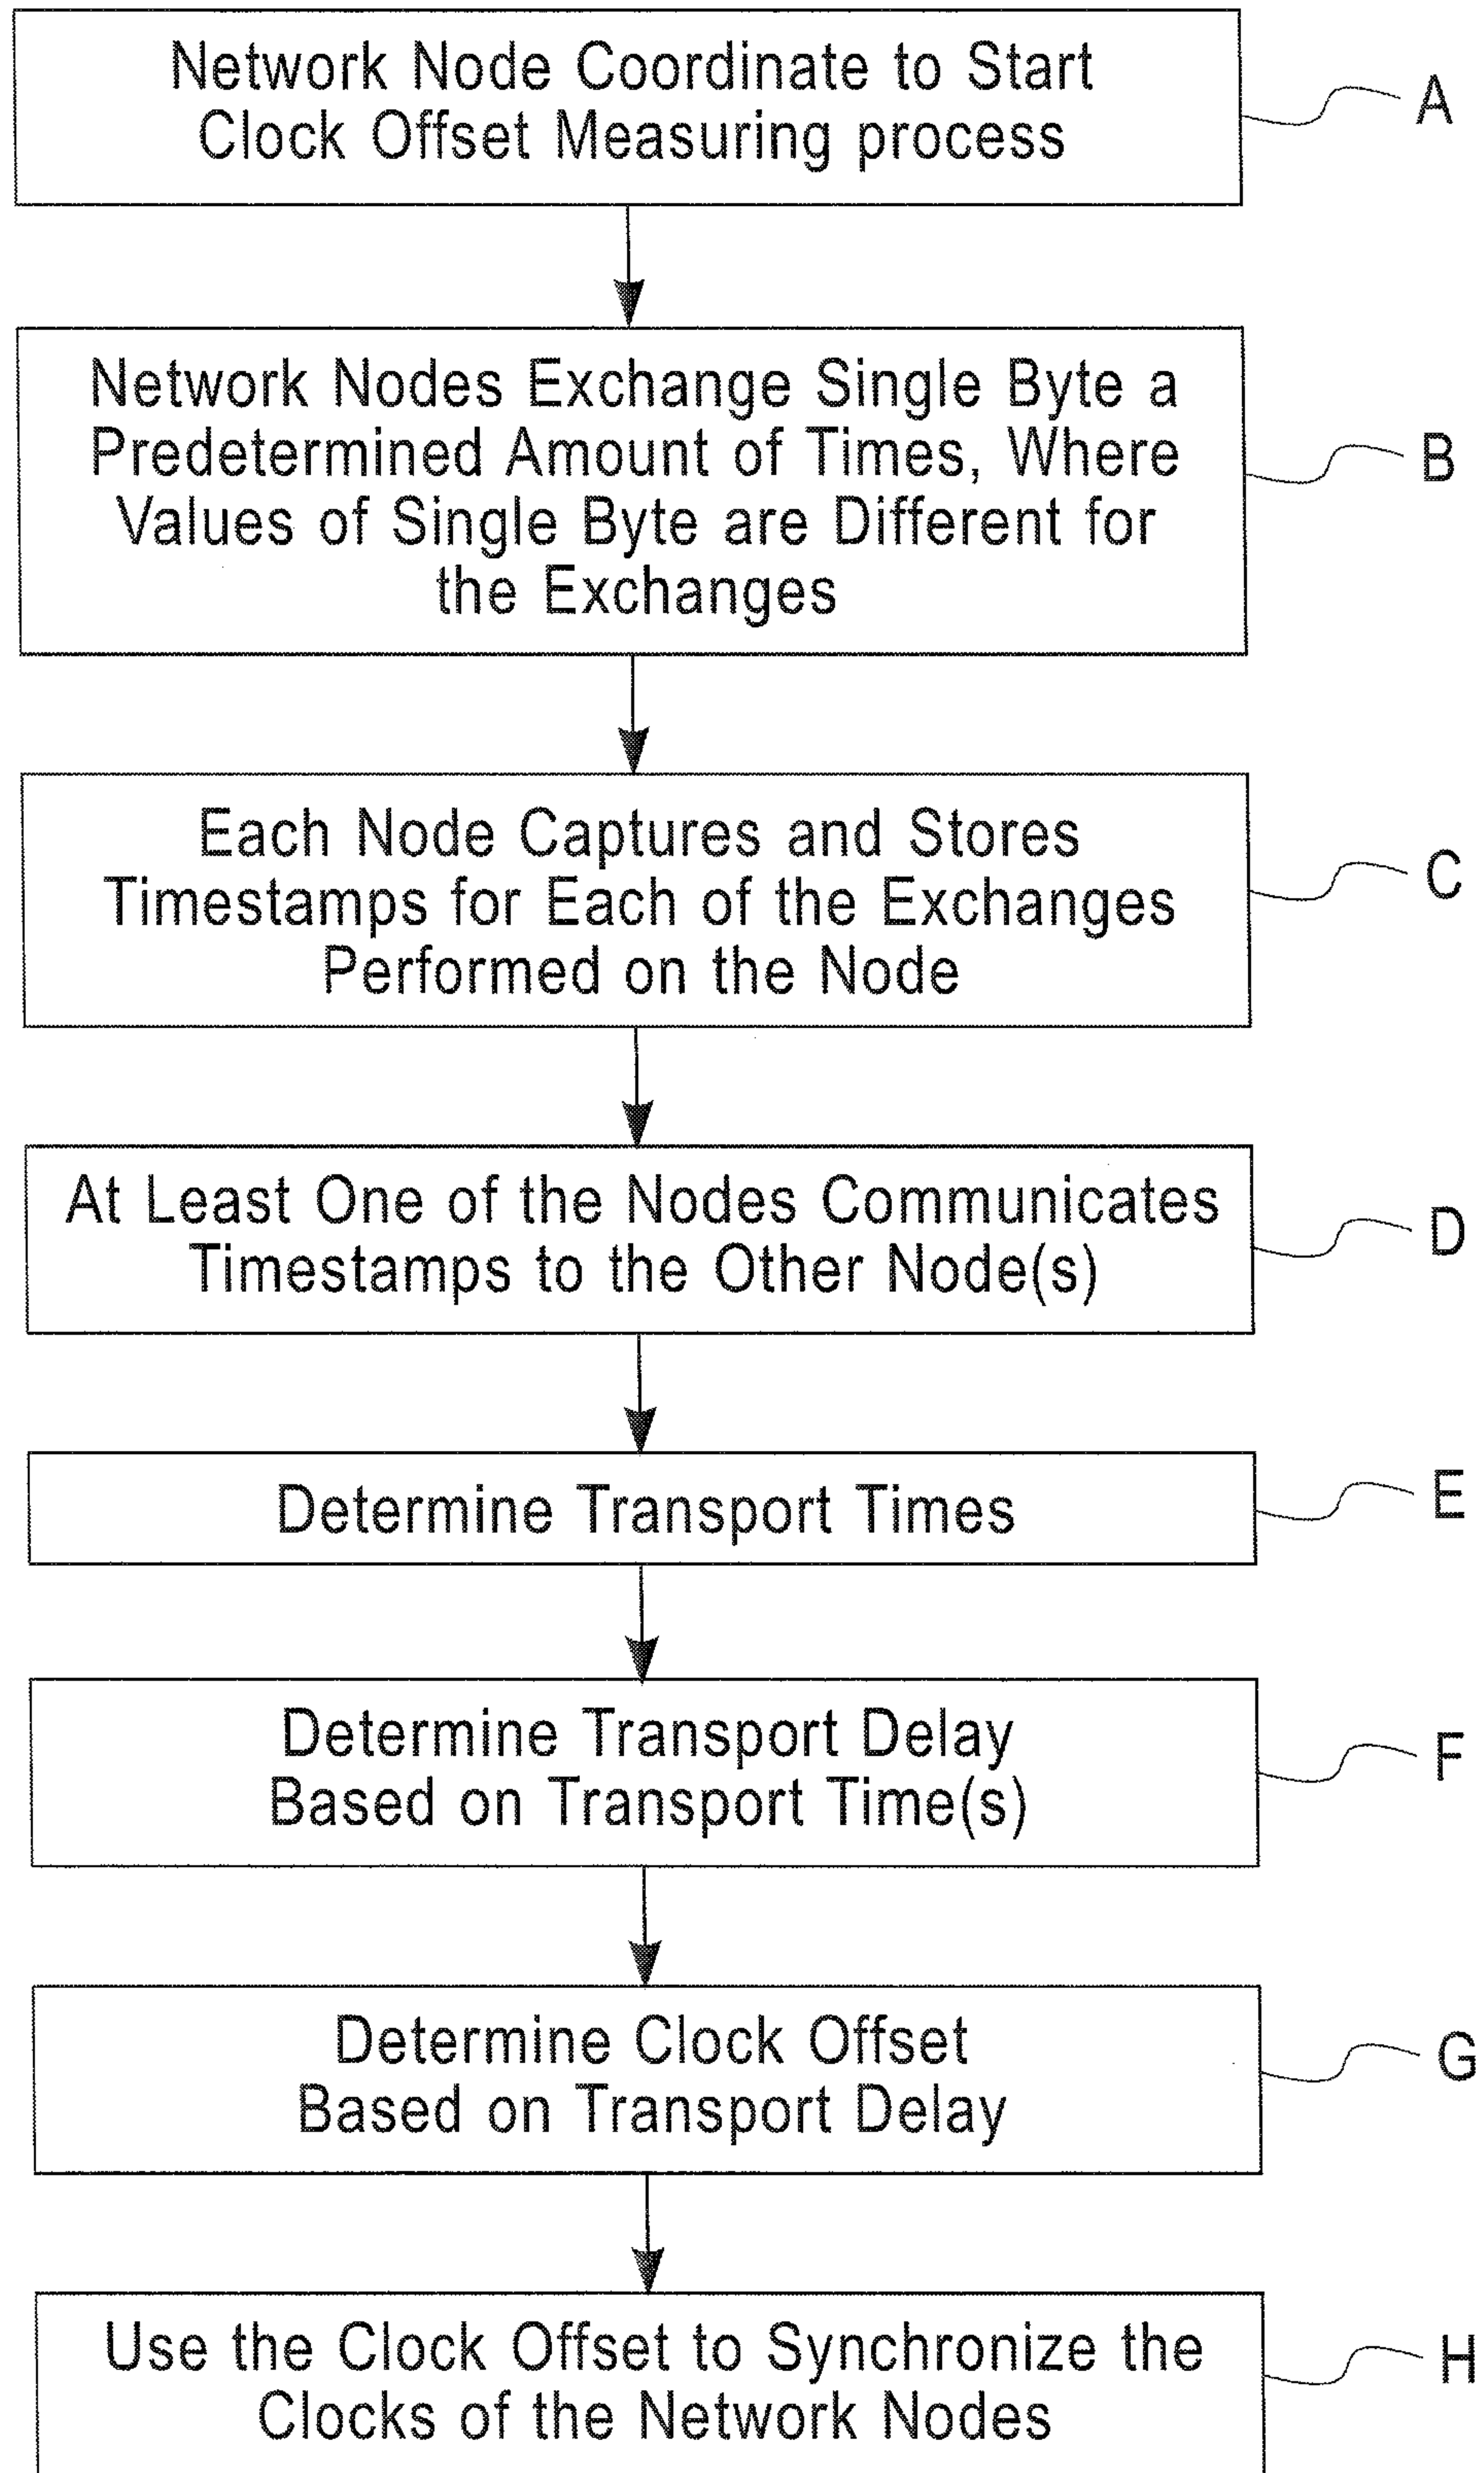 Network Node Coordinate to Start
Clock Offset Measuring process
A
Network Nodes Exchange Single Byte a
Predetermined Amount of Times, Where
Values of Single Byte are Different for
the Exchanges
B
Each Node Captures and Stores
Timestamps for Each of the Exchanges
Performed on the Node
C
At Least One of the Nodes Communicates
Timestamps to the Other Node(s)
D
Determine Transport Times
E
Determine Transport Delay
Based on Transport Time(s)
F
Determine Clock Offset
Based on Transport Delay
G
Use the Clock Offset to Synchronize the
Clocks of the Network Nodes
H